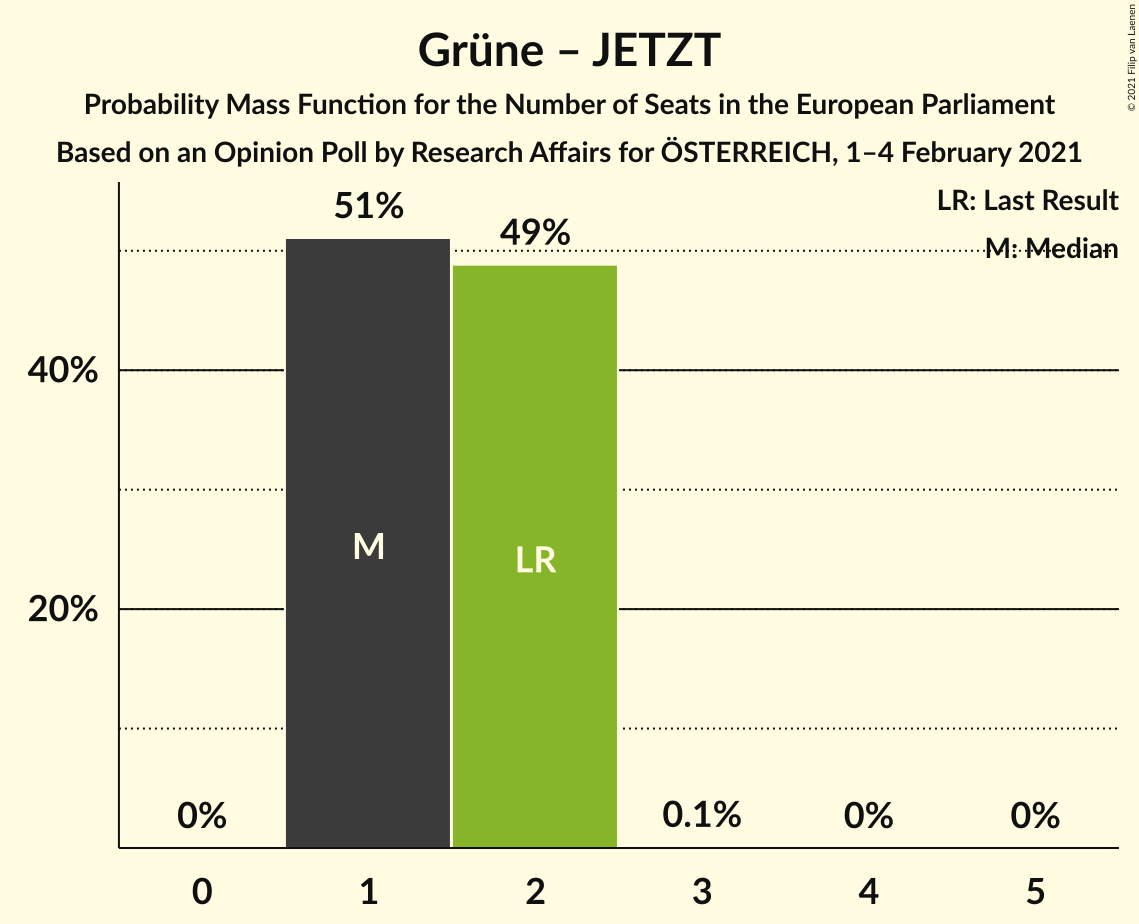 Grüne – JETZT
Probability Mass Function for the Number of Seats in the European Parliament
Based on an Opinion Poll by Research Affairs for ÖSTERREICH, 1–4 February 2021
© 2021 Filip van Laenen
LR: Last Result
M: Median
51%
49%
40%
20%
M
LR
0%
0.1%
0%
0%
0
1
2
3
4
5